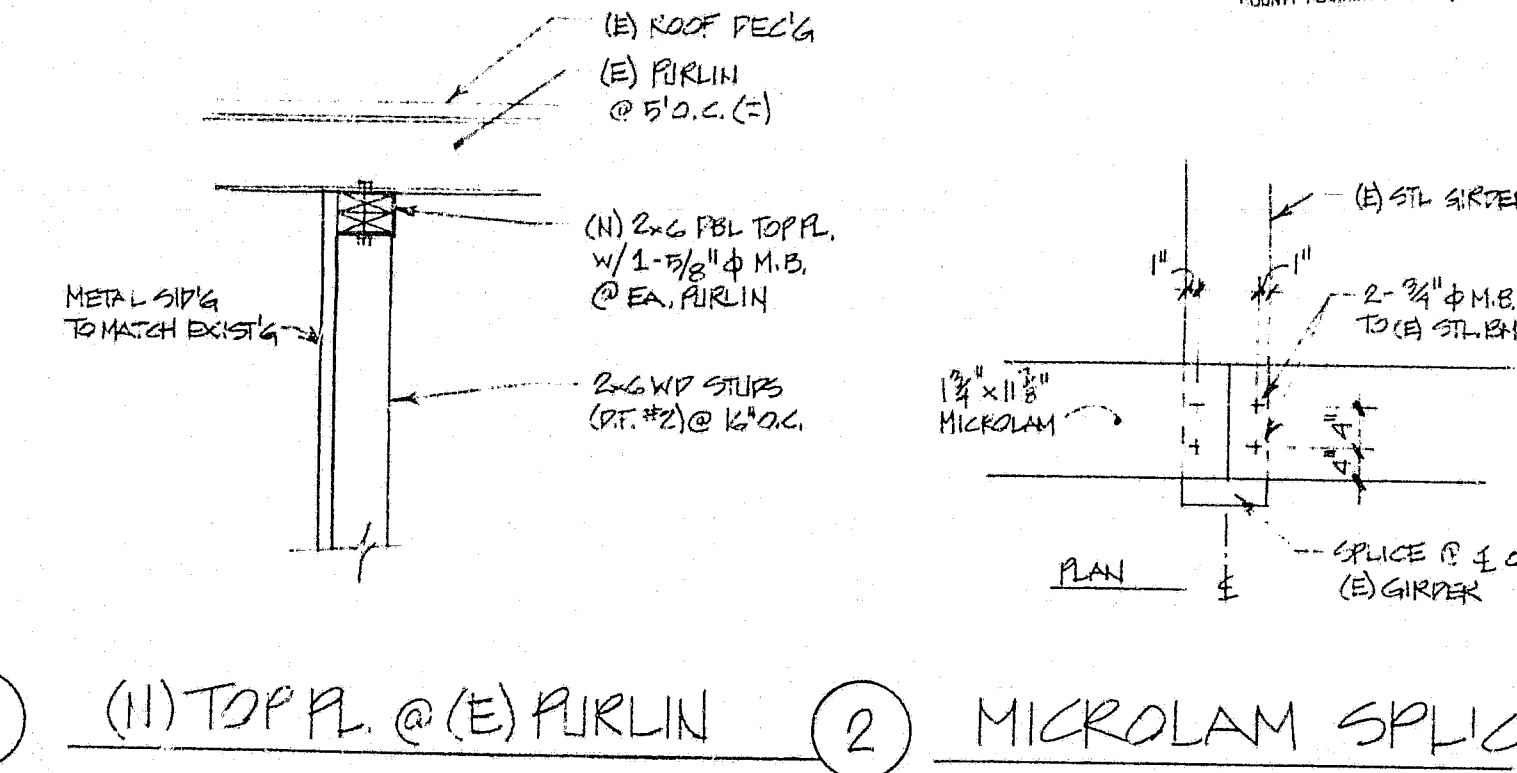 (E) ROOF DEC'G
(E) PURLIN
@ 5' O.C. (±)
(N) 2x6 DBL TOP PL.
W/ 1-5/8"ϕ M.B.
@ EA. PURLIN
METAL SID'G
TO MATCH EXIST'G
2x6 WD STUDS
(D.F. #2) @ 16" O.C.
(N) TOP PL. @ (E) PURLIN
(E) STL GIRDER
1"
1"
2- 3/4"ϕ M.B.
TO (E) STL. BM
1 3/4" x 11 7/8"
MICROLAM
4"
4"
SPLICE @ ℄
(E) GIRDER
PLAN
℄
2
MICROLAM SPLIC